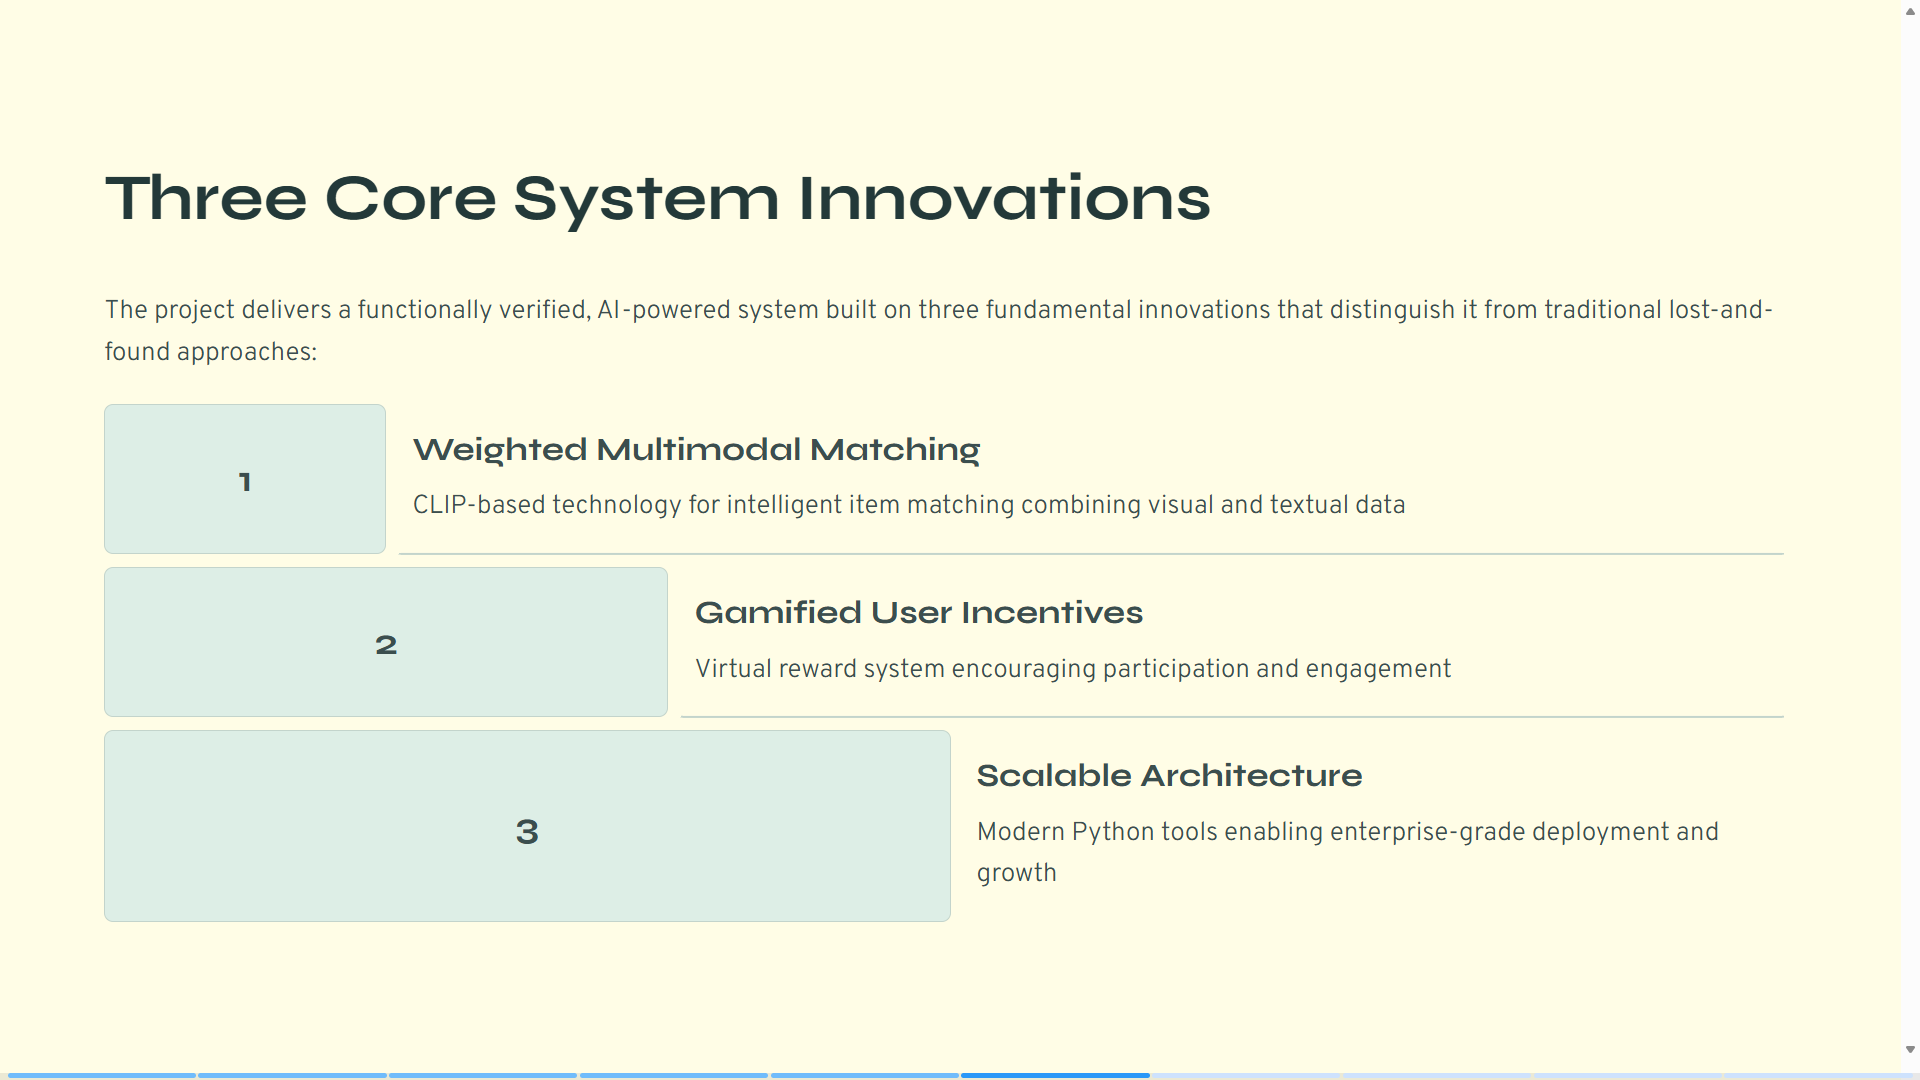 Three Core System Innovations
The project delivers a functionally verified, AI-powered system built on three fundamental innovations that distinguish it from traditional lost-and-
found approaches:
1
Weighted Multimodal Matching
CLIP-based technology for intelligent item matching combining visual and textual data
2
Gamified User Incentives
Virtual reward system encouraging participation and engagement
3
Scalable Architecture
Modern Python tools enabling enterprise-grade deployment and
growth